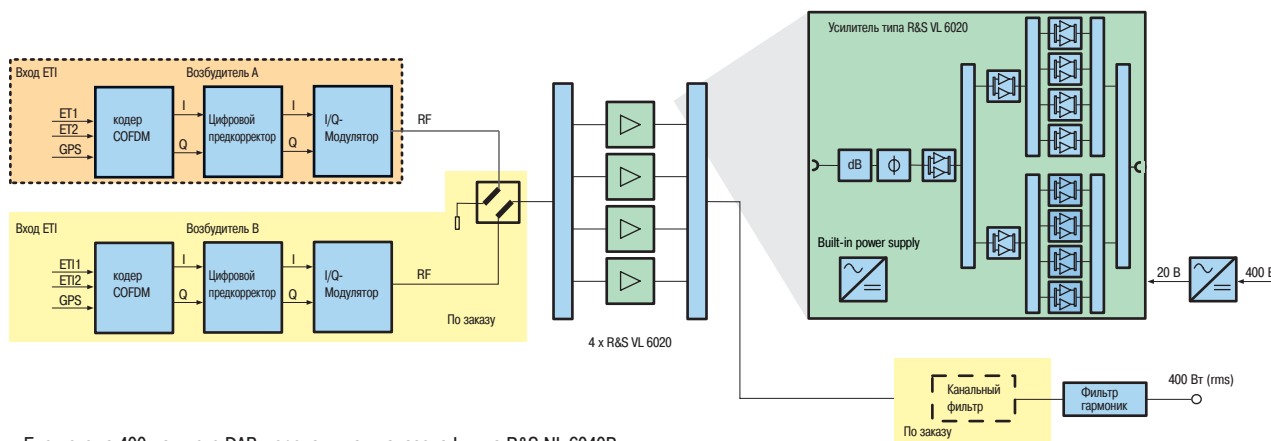 Усилитель типа R&S VL 6020
Вход ETI
Возбудитель A
ET1
ET2
GPS
кодер
COFDM
I
Q
Цифровой
предкорректор
I
Q
I/Q-
Модулятор
RF
Вход ETI
Возбудитель B
ETI1
ETI2
GPS
кодер
COFDM
I
Q
Цифровой
предкорректор
I
Q
I/Q-
Модулятор
RF
По заказу
4 x R&S VL 6020
dB
ϕ
Built-in power supply
20 В
400 В
Канальный
фильтр
По заказу
Фильтр
гармоник
400 Вт (rms)